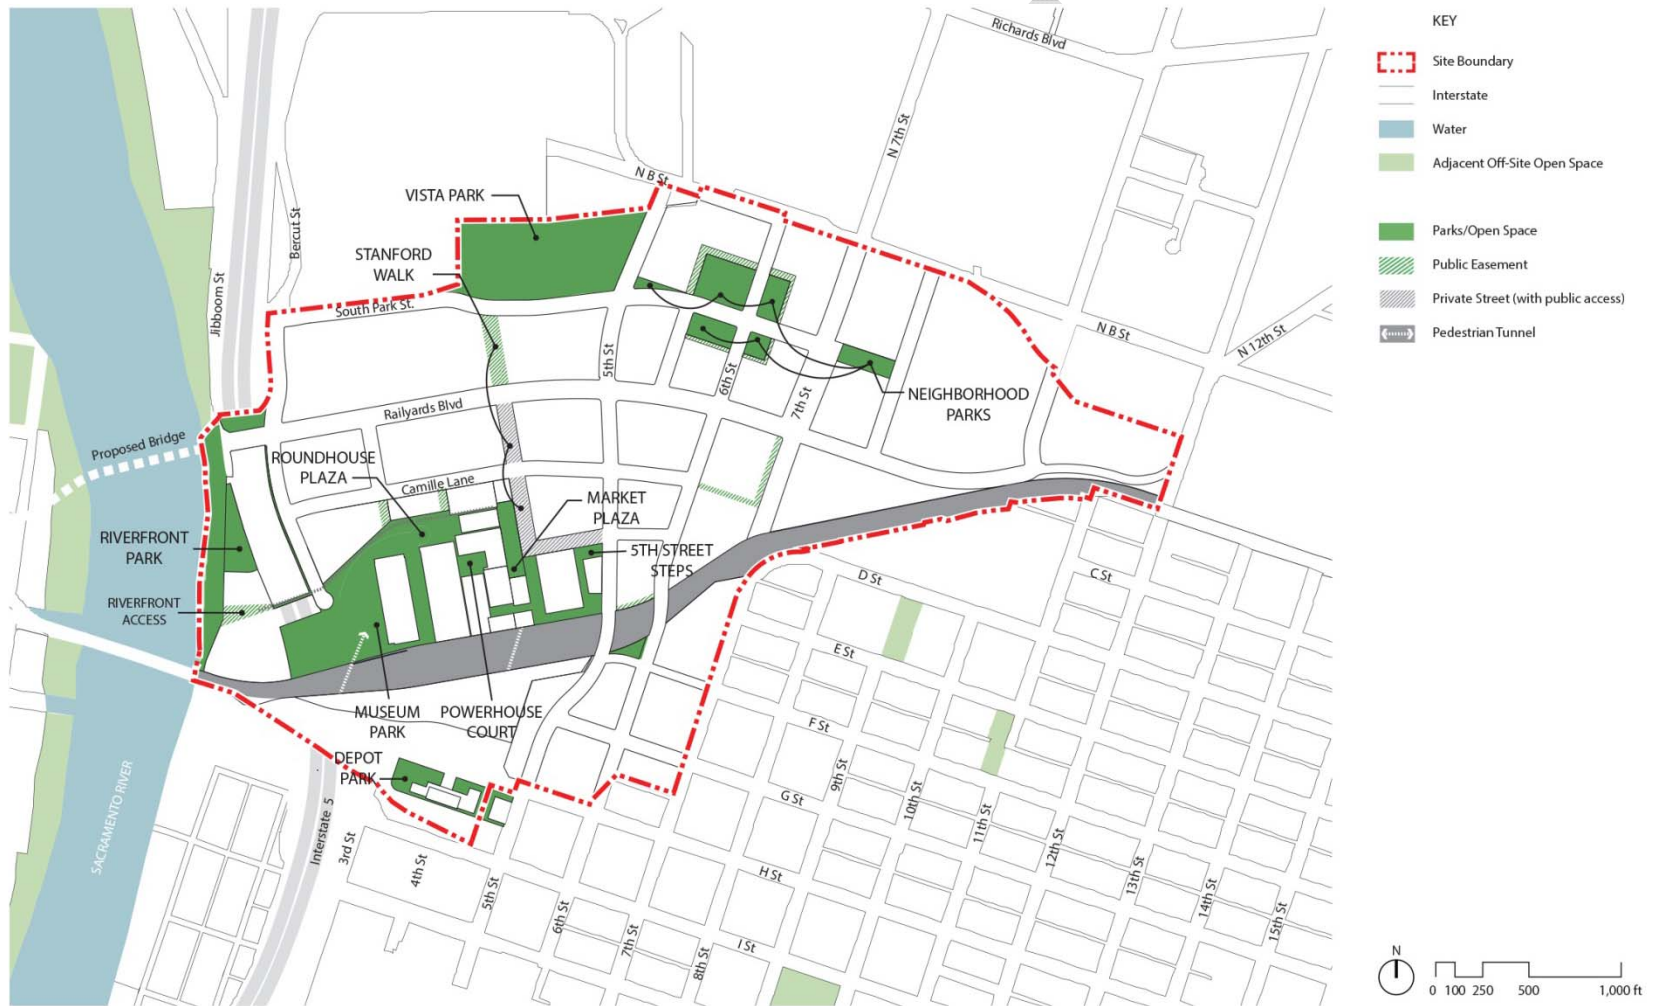 Richards Blvd
N 7th St
N B St
VISTA PARK
Bercut St
STANFORD
WALK
Jibboom St
South Park St.
N B St
N 12th St
5th St
6th St
7th St
NEIGHBORHOOD
PARKS
Railyards Blvd
Proposed Bridge
ROUNDHOUSE
PLAZA
Camille Lane
MARKET
PLAZA
RIVERFRONT
PARK
5TH STREET
STEPS
D St
C St
RIVERFRONT
ACCESS
E St
MUSEUM
PARK
POWERHOUSE
COURT
F St
DEPOT
PARK
9th St
G St
10th St
11th St
12th St
SACRAMENTO RIVER
Interstate 5
3rd St
4th St
5th St
H St
13th St
14th St
15th St
6th St
7th St
8th St
I St
KEY
Site Boundary
Interstate
Water
Adjacent Off-Site Open Space
Parks/Open Space
Public Easement
Private Street (with public access)
Pedestrian Tunnel
N
0 100 250 500 1,000 ft